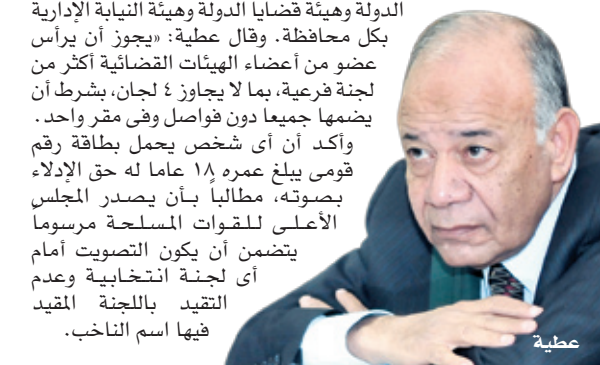 الدولة وهيئة قضايا الدولة وهيئة النيابة الإدارية
بكل محافظة. وقال عطية: «يجوز أن يرأس
عضو من أعضاء الهيئات القضائية أكثر من
لجنة فرعية، بما لا يجاوز ٤ لجان، بشرط أن
يضمها جميعا دون فواصل وفى مقر واحد.
وأكد أن أى شخص يحمل بطاقة رقم
قومى يبلغ عمره ١٨ عاما له حق الإدلاء
بصوته، مطالباً بأن يصدر المجلس
الأعلى للقوات المسلحة مرسوماً
يتضمن أن يكون التصويت أمام
أى لجنة انتخابية وعدم
التقيد باللجنة المقيد
فيها اسم الناخب.
عطية